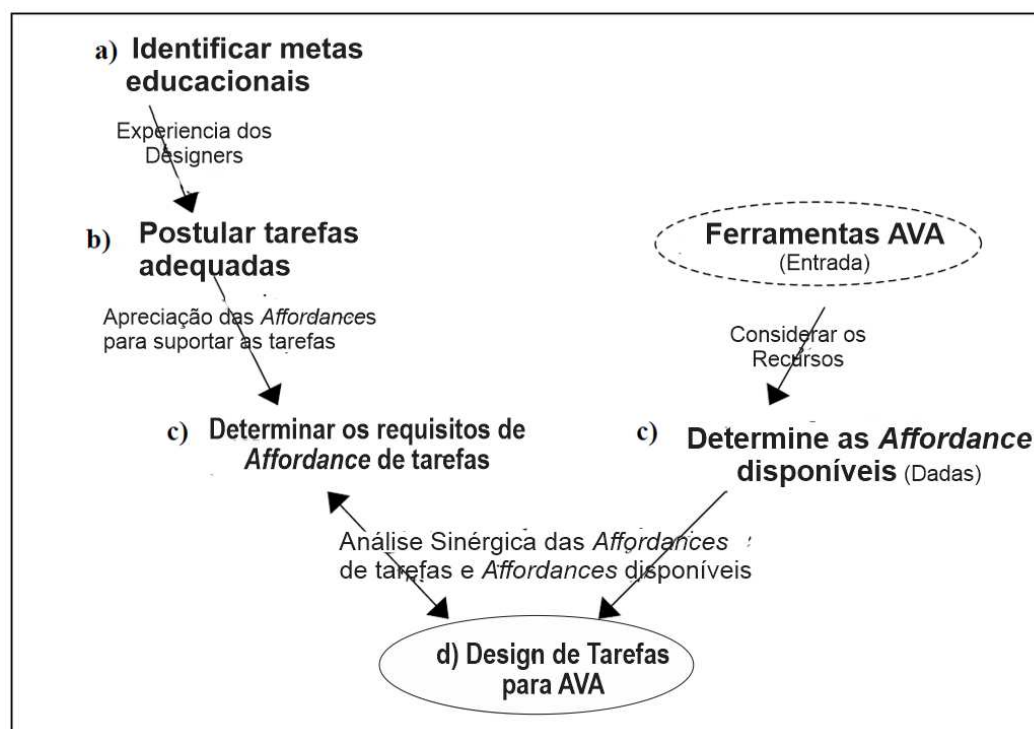 a) Identificar metas
educacionais
Experiencia dos
Designers
b) Postular tarefas
adequadas
Ferramentas AVA
(Entrada)
Apreciação das Affordances
para suportar as tarefas
Considerar os
Recursos
c) Determinar os requisitos de
Affordance de tarefas
c) Determine as Affordance
disponíveis (Dadas)
Análise Sinérgica das Affordances
de tarefas e Affordances disponíveis
d) Design de Tarefas
para AVA